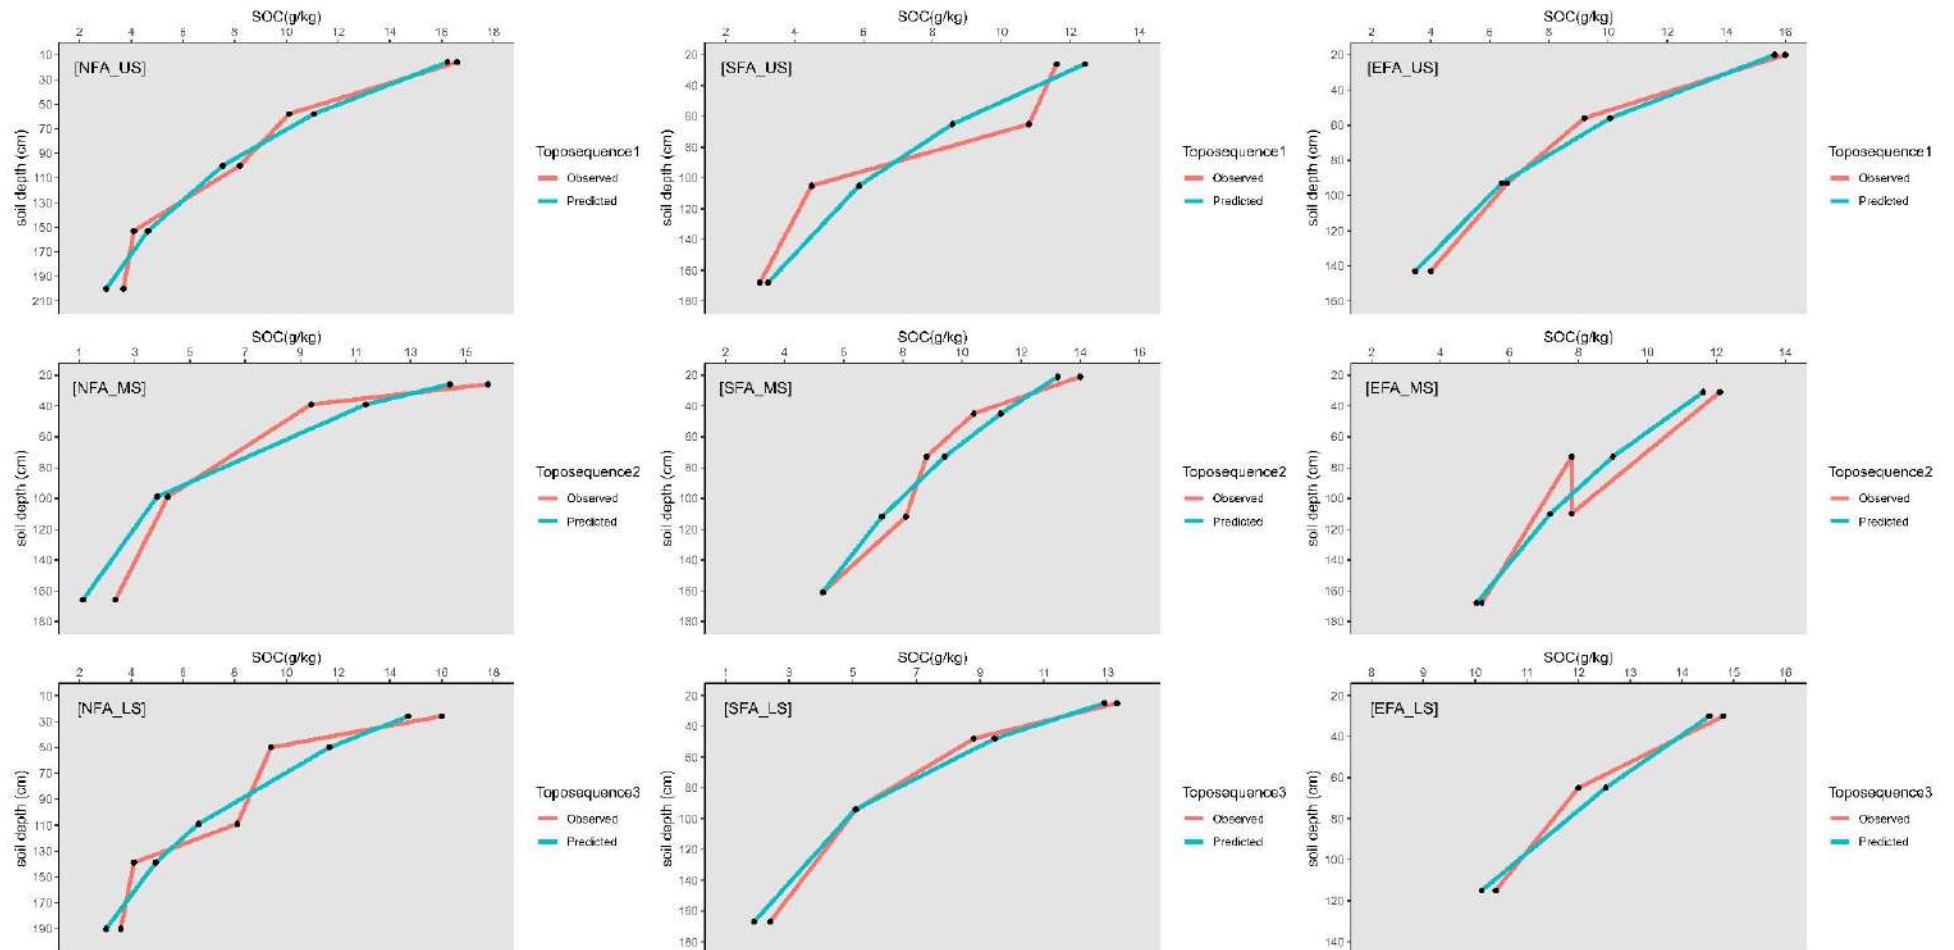 SOC(g/kg)
2 4 6 8 10 12 14 16 18
[NFA_US]
10
30
50
70
90
110
130
150
170
190
210
soil depth (cm)
Toposequence1
Observed
Predicted
SOC(g/kg)
2 4 6 8 10 12 14
[SFA_US]
20
40
60
80
100
120
140
160
180
soil depth (cm)
Toposequence1
Observed
Predicted
SOC(g/kg)
2 4 6 8 10 12 14 16
[EFA_US]
20
40
60
80
100
120
140
160
soil depth (cm)
Toposequence1
Observed
Predicted
SOC(g/kg)
1 3 5 7 9 11 13 15
[NFA_MS]
20
40
60
80
100
120
140
160
180
soil depth (cm)
Toposequence2
Observed
Predicted
SOC(g/kg)
2 4 6 8 10 12 14 16
[SFA_MS]
20
40
60
80
100
120
140
160
180
soil depth (cm)
Toposequence2
Observed
Predicted
SOC(g/kg)
2 4 6 8 10 12 14
[EFA_MS]
20
40
60
80
100
120
140
160
180
soil depth (cm)
Toposequence2
Observed
Predicted
SOC(g/kg)
2 4 6 8 10 12 14 16 18
[NFA_LS]
10
30
50
70
90
110
130
150
170
190
soil depth (cm)
Toposequence3
Observed
Predicted
SOC(g/kg)
1 3 5 7 9 11 13
[SFA_LS]
20
40
60
80
100
120
140
160
180
soil depth (cm)
Toposequence3
Observed
Predicted
SOC(g/kg)
8 9 10 11 12 13 14 15 16
[EFA_LS]
20
40
60
80
100
120
140
soil depth (cm)
Toposequence3
Observed
Predicted